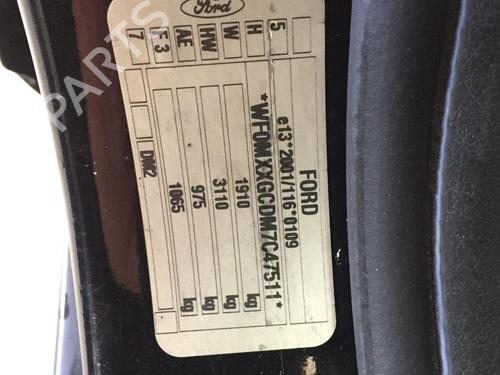 Ford
FORD
e13*2001/116*0109
*WF0MXXGCDM7C47511*
1910 kg
3110 kg
975 kg
1065 kg
DM2
5
H W
HW
AE
F 3
7
B PARTS